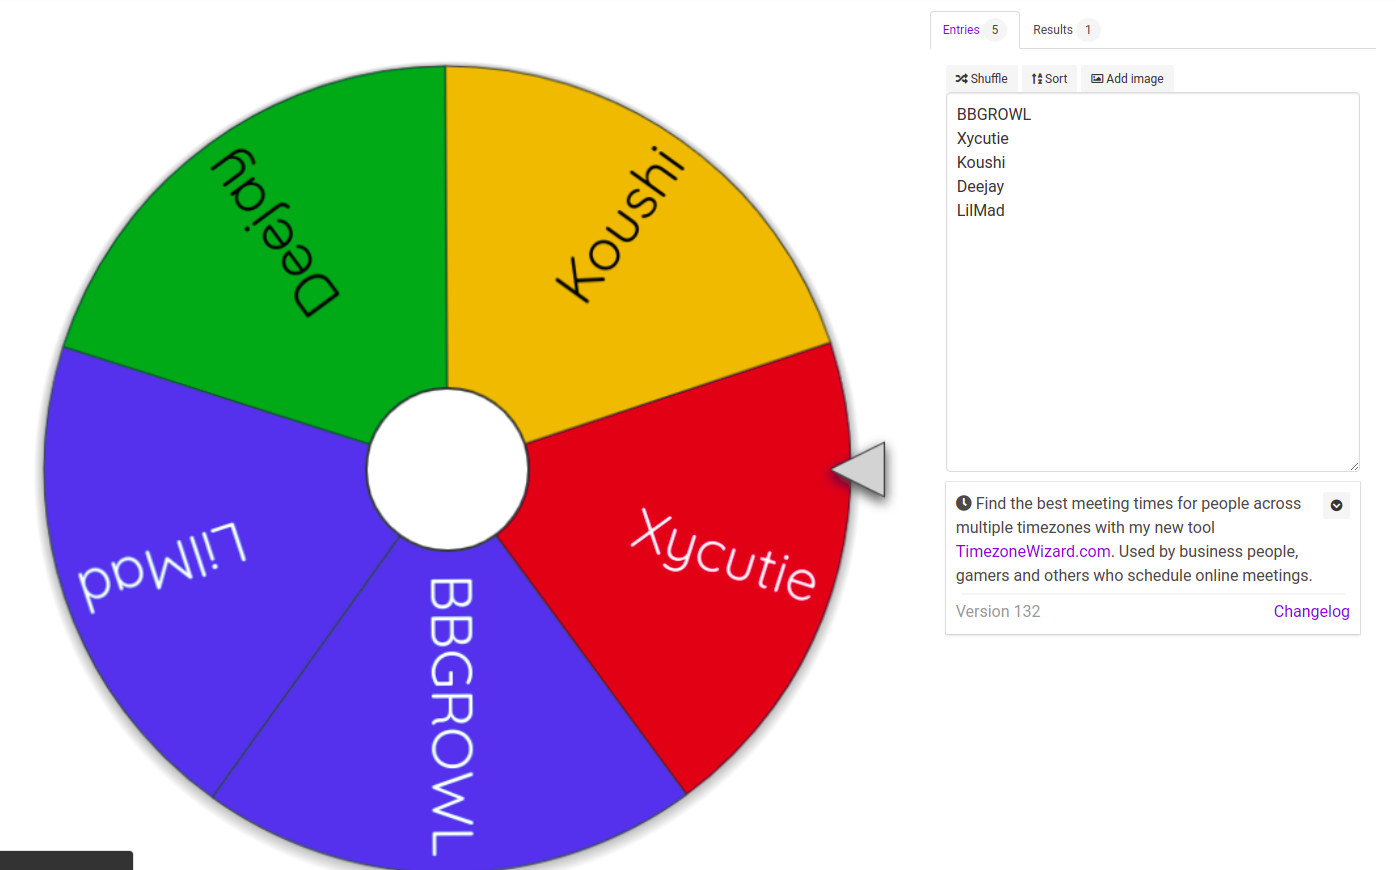 Entries 5
Results 1
Shuffle
Sort
Add image
BBGROWL
Xycutie
Koushi
Deejay
LilMad
Deejay
Koushi
LilMad
Xycutie
BBGROWL
Find the best meeting times for people across
multiple timezones with my new tool
TimezoneWizard.com. Used by business people,
gamers and others who schedule online meetings.
Version 132
Changelog